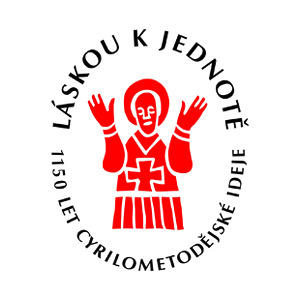 LÁSKOU K JEDNOTĚ
1150 LET CYRILOMETODĚJSKÉ IDEJE